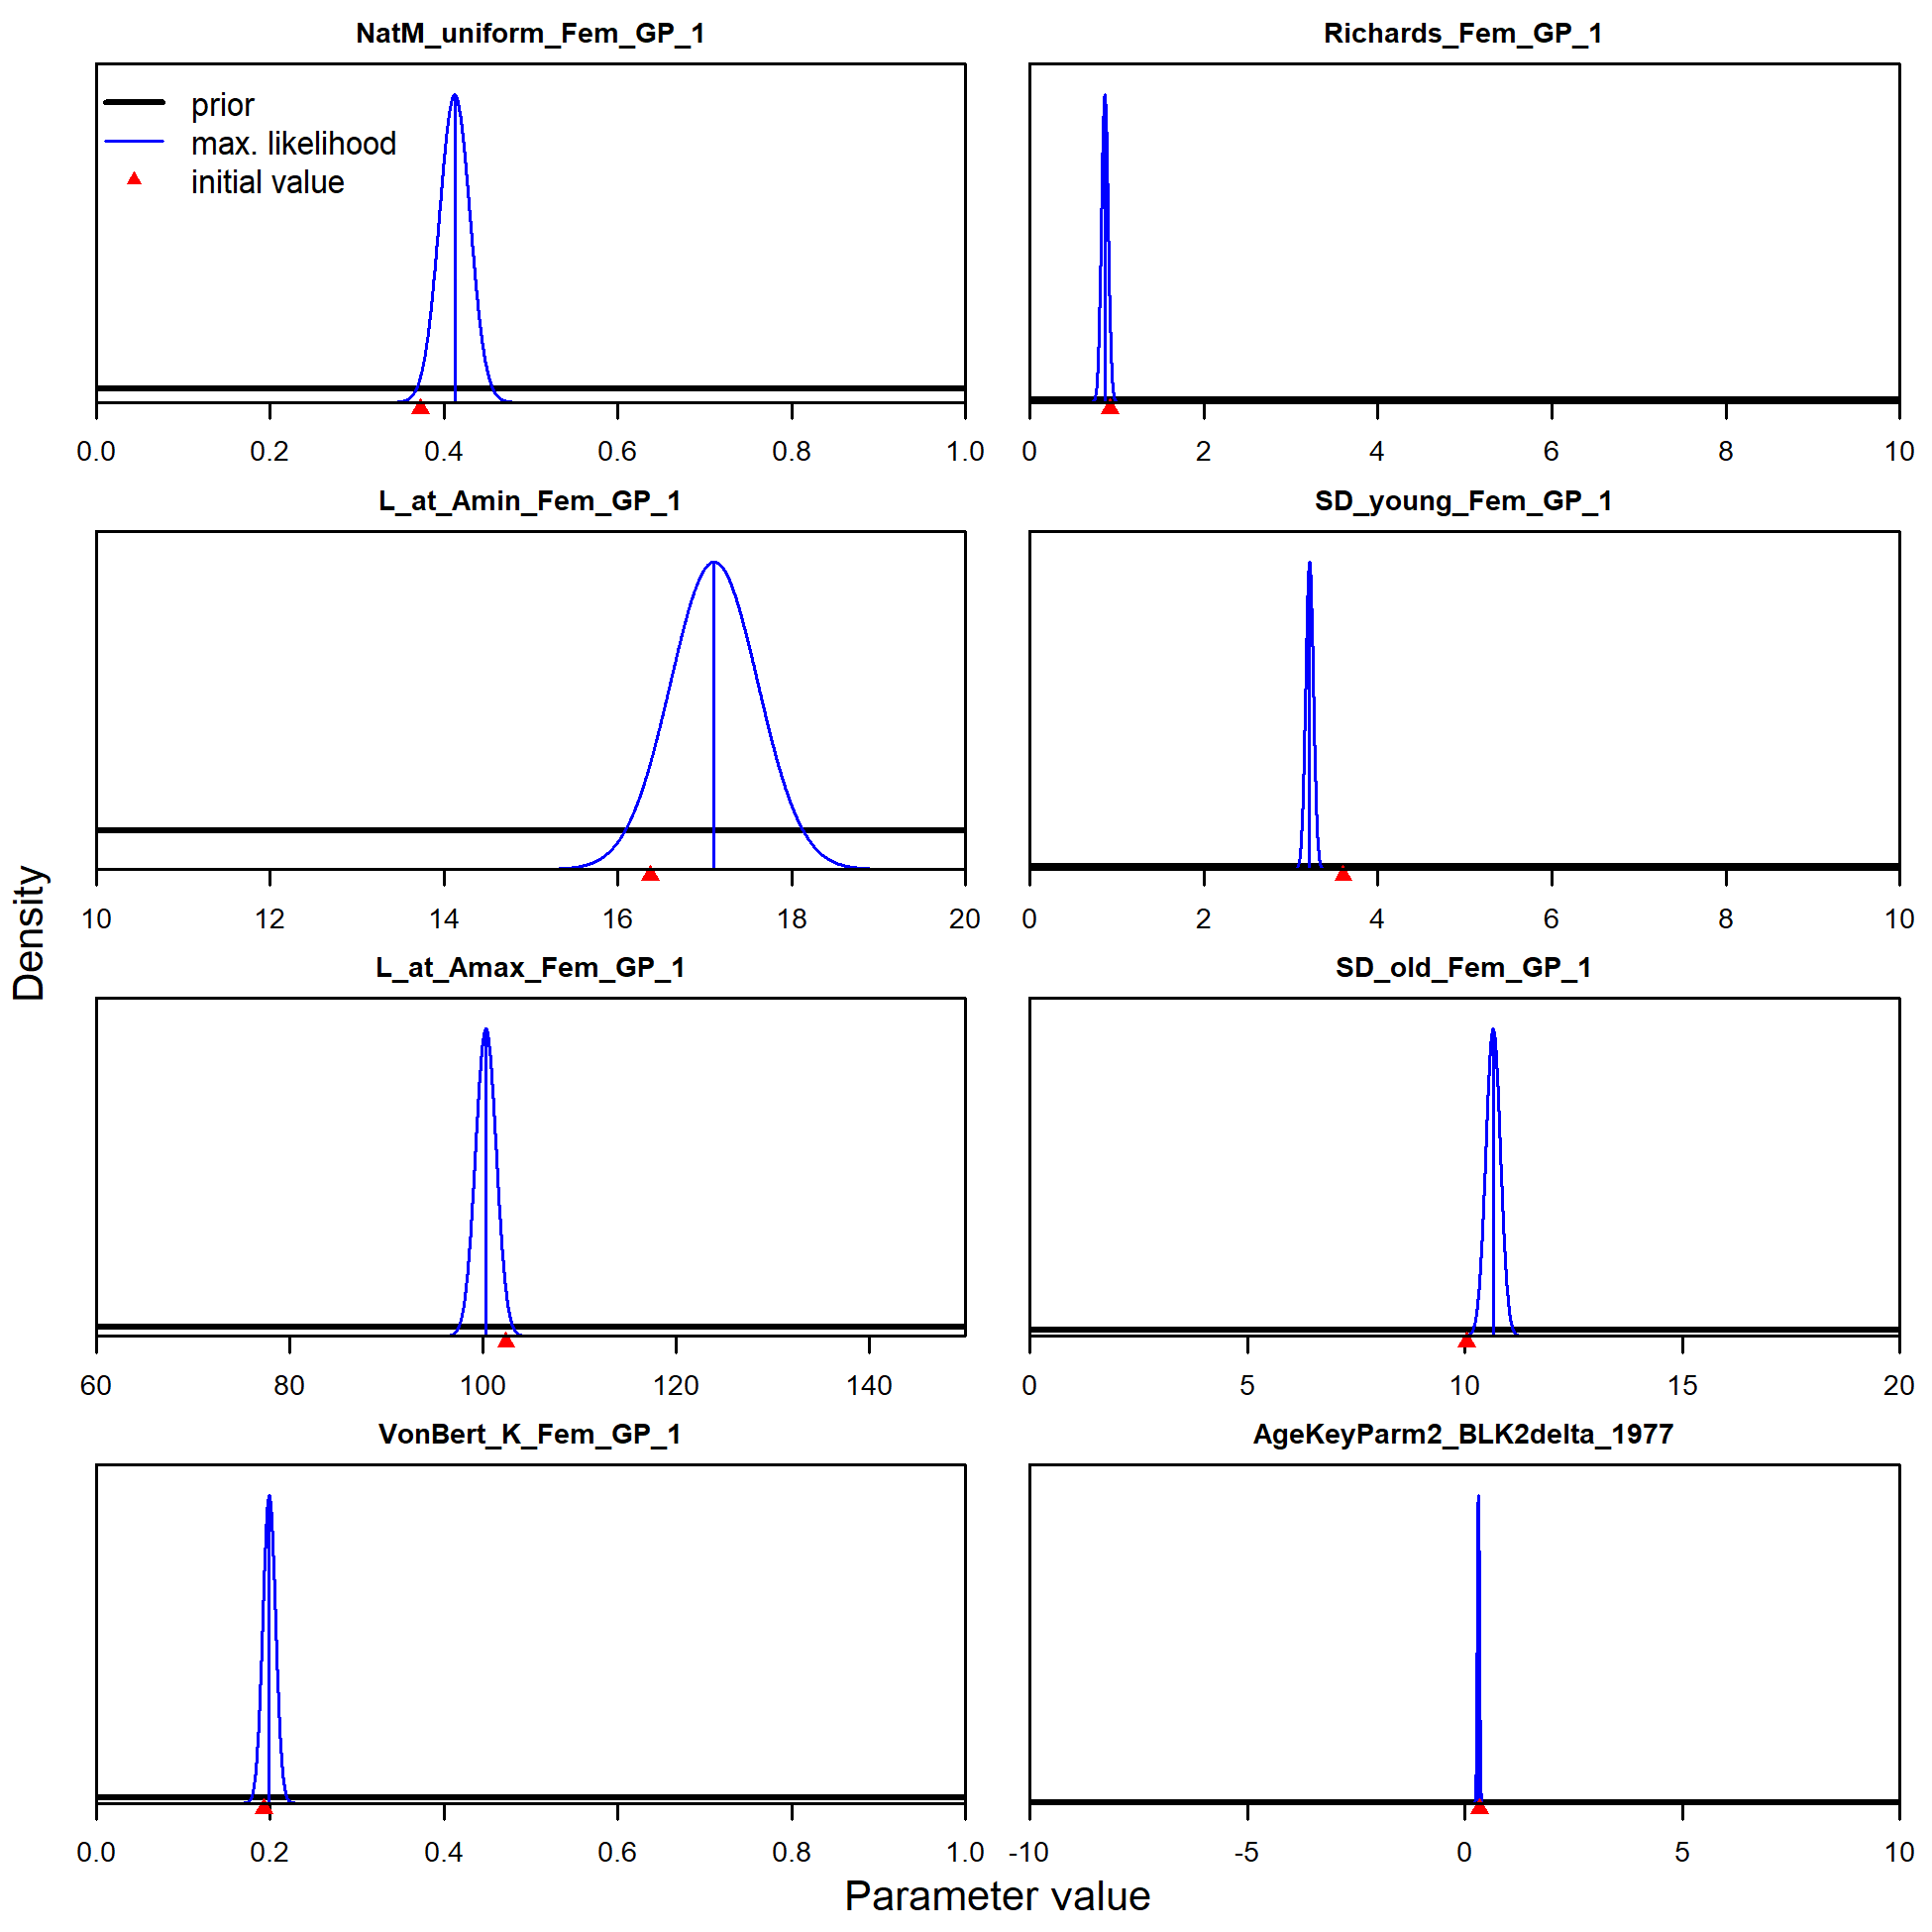 NatM_uniform_Fem_GP_1
prior
max. likelihood
initial value
0.0 0.2 0.4 0.6 0.8 1.0
Richards_Fem_GP_1
0 2 4 6 8 10
L_at_Amin_Fem_GP_1
10 12 14 16 18 20
SD_young_Fem_GP_1
0 2 4 6 8 10
L_at_Amax_Fem_GP_1
60 80 100 120 140
SD_old_Fem_GP_1
0 5 10 15 20
VonBert_K_Fem_GP_1
0.0 0.2 0.4 0.6 0.8 1.0
AgeKeyParm2_BLK2delta_1977
-10 -5 0 5 10
Density
Parameter value